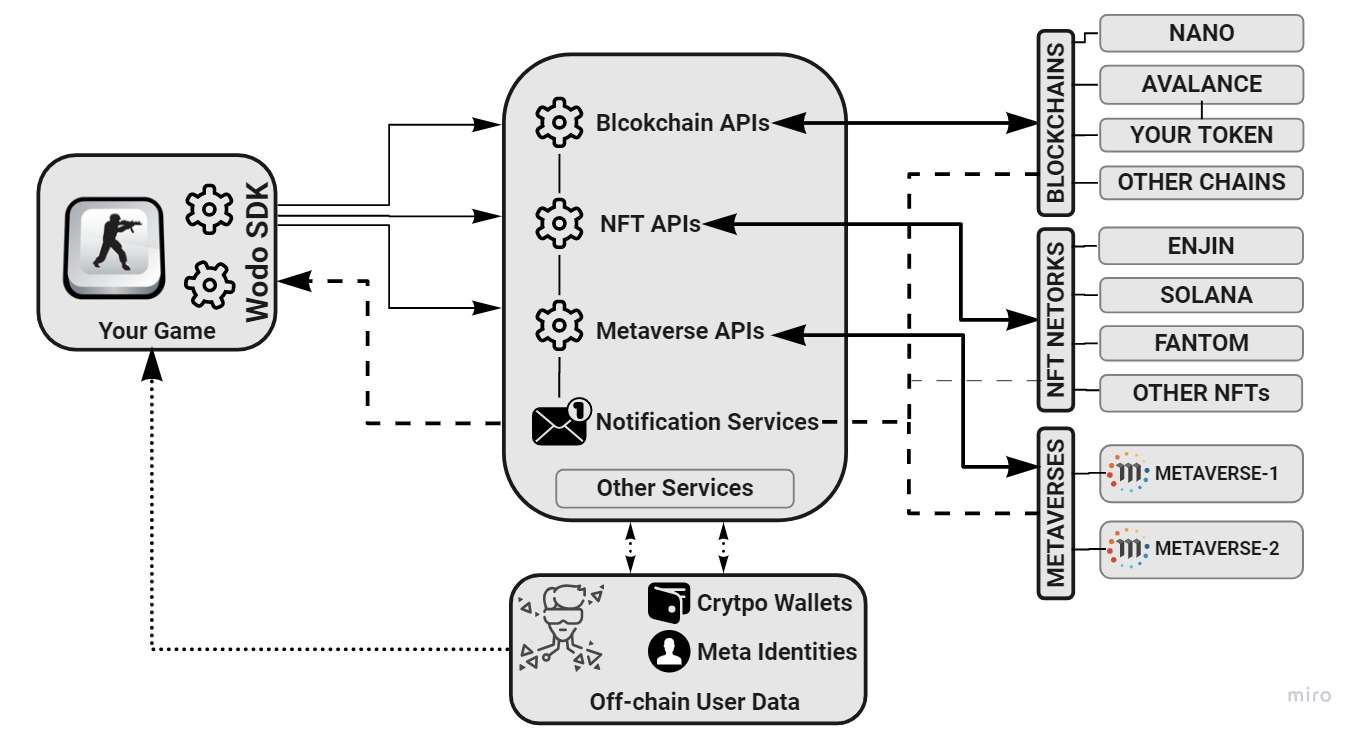 Your Game
Wodo SDK
Blcokchain APIs
NFT APIs
Metaverse APIs
1
Notification Services
Other Services
Crytpo Wallets
Meta Identities
Off-chain User Data
BLOCKCHAINS
NANO
AVALANCE
YOUR TOKEN
OTHER CHAINS
NFT NETORKS
ENJIN
SOLANA
FANTOM
OTHER NFTs
METAVERSES
m METAVERSE-1
m METAVERSE-2
miro